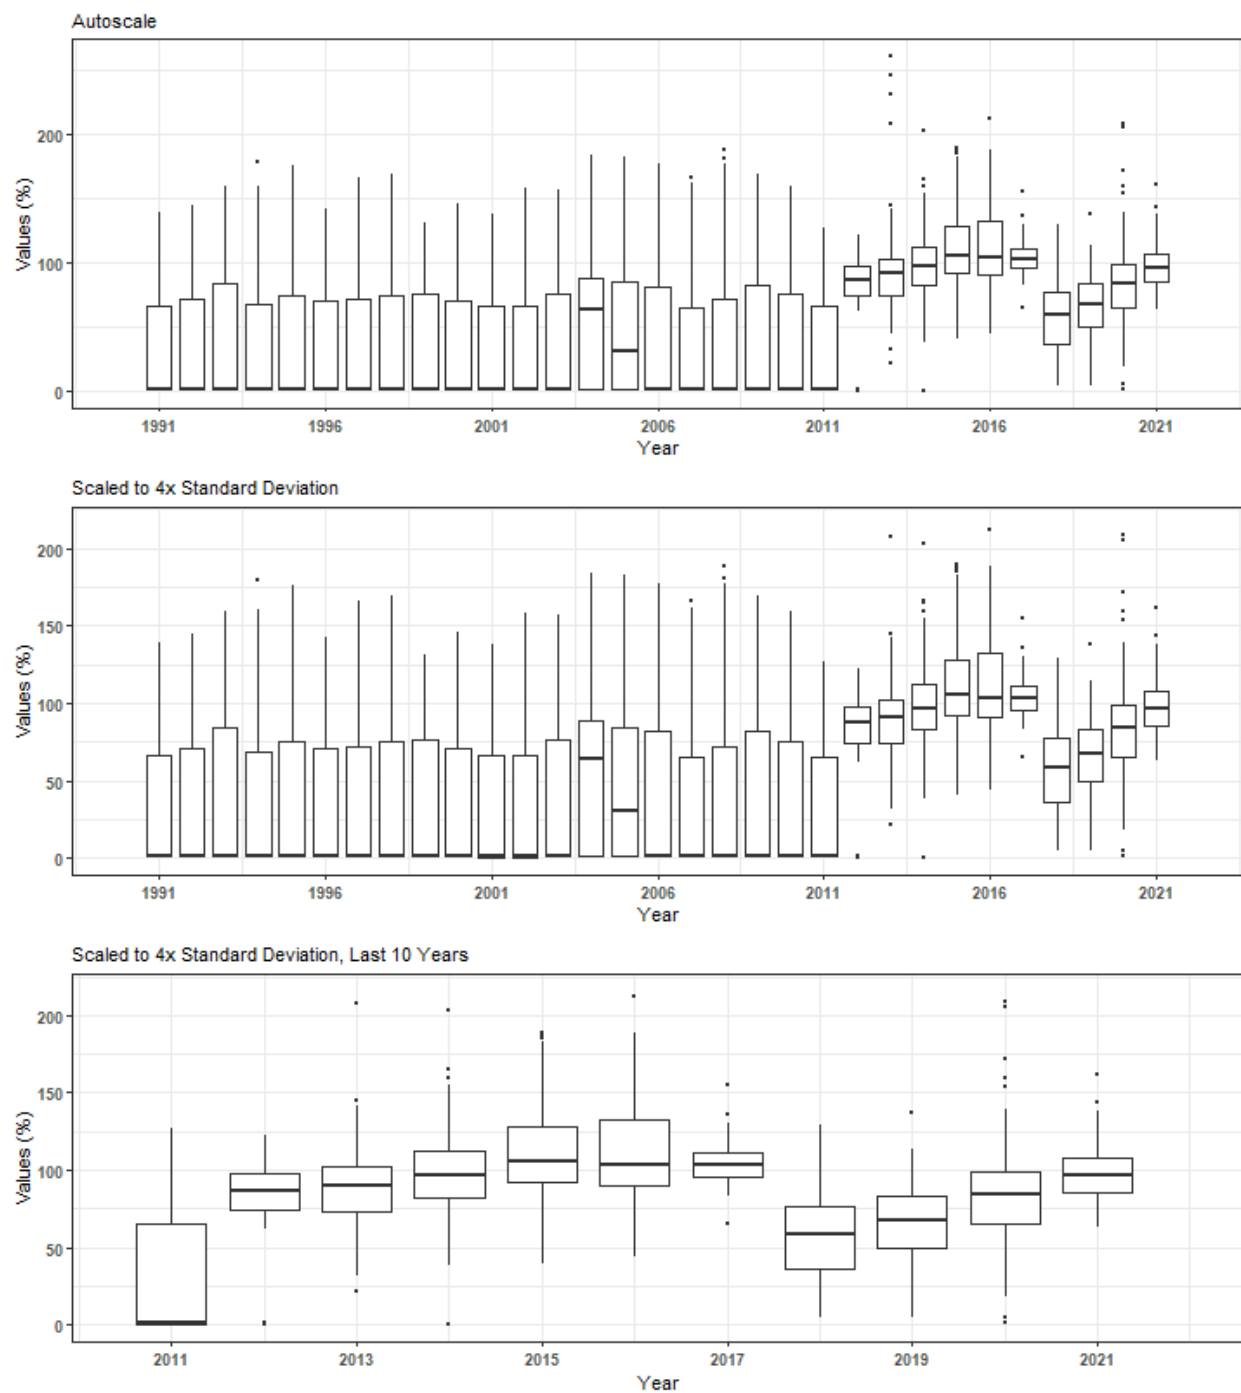 Autoscale
200
100
0
Values (%)
1991 1996 2001 2006 2011 2016 2021
Year
Scaled to 4x Standard Deviation
200
150
100
50
0
Values (%)
1991 1996 2001 2006 2011 2016 2021
Year
Scaled to 4x Standard Deviation, Last 10 Years
200
150
100
50
0
Values (%)
2011 2013 2015 2017 2019 2021
Year